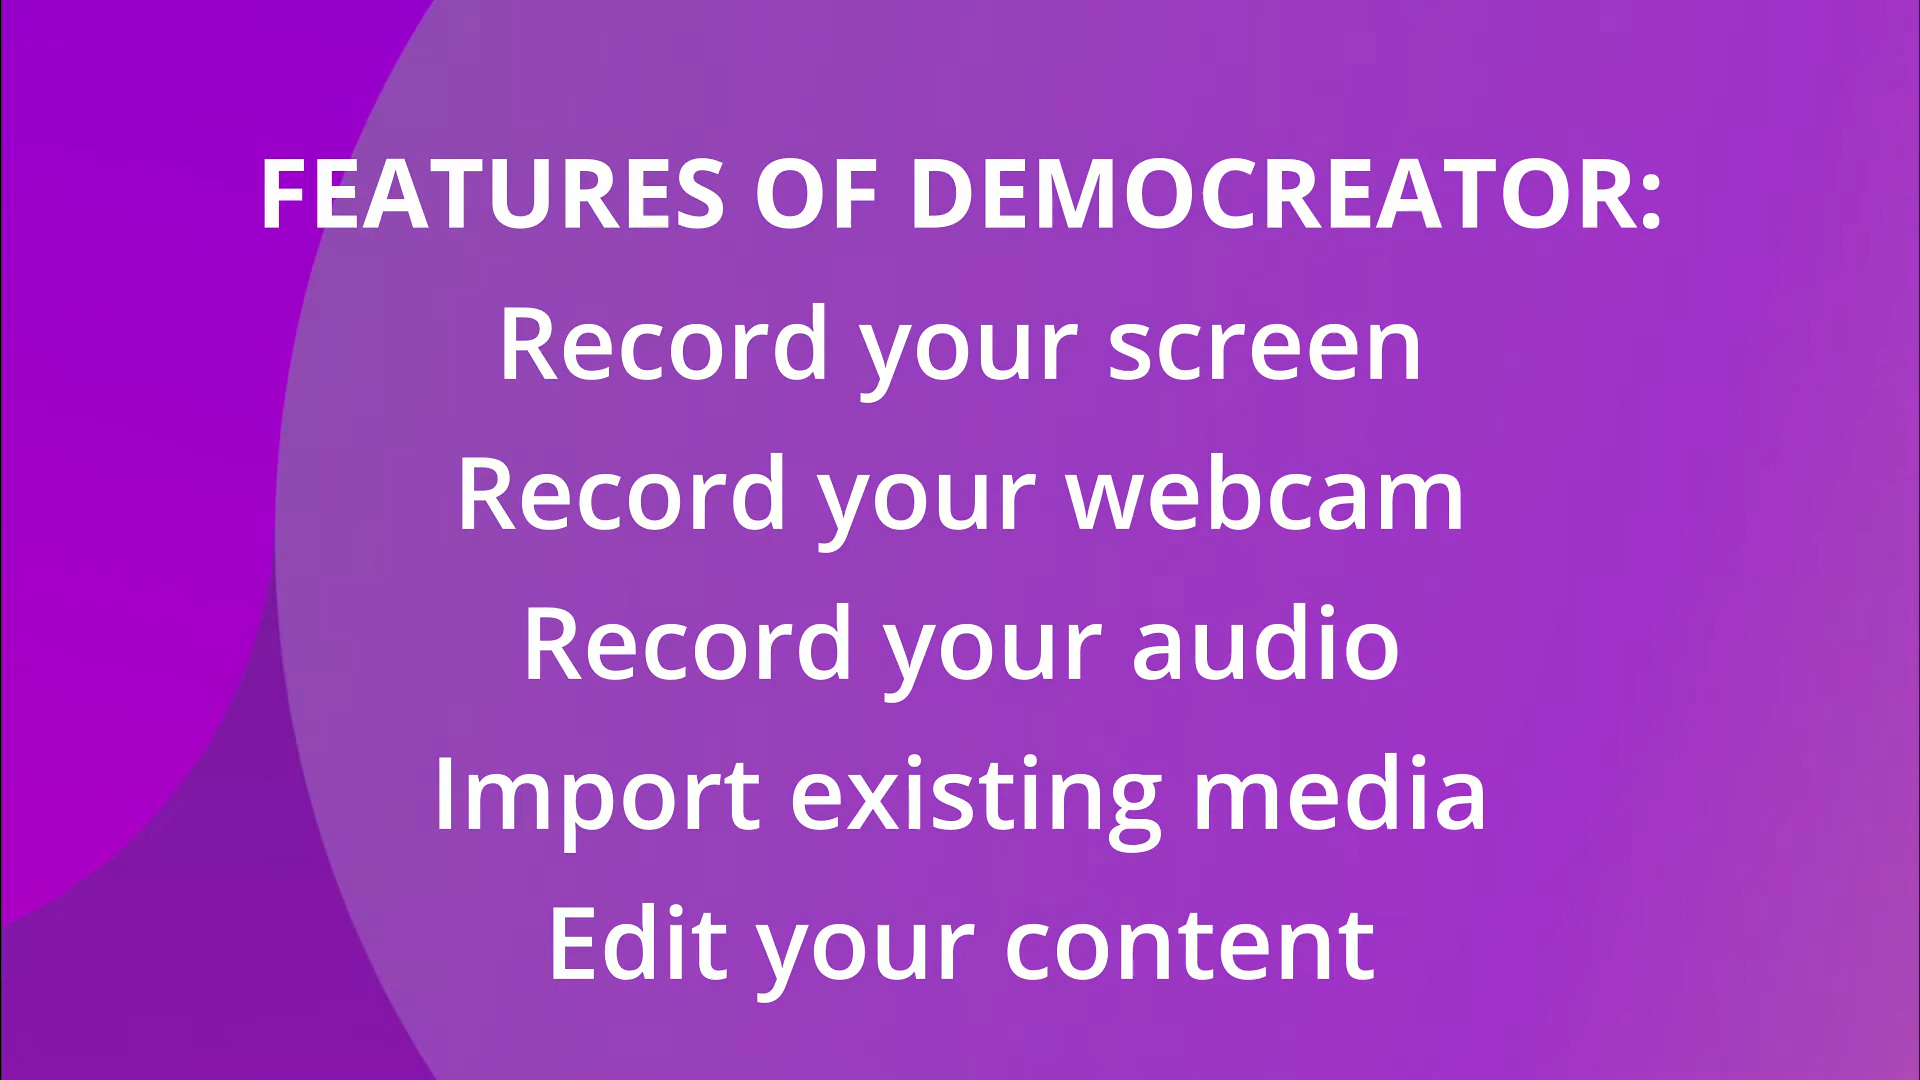 FEATURES OF DEMOCREATOR:
Record your screen
Record your webcam
Record your audio
Import existing media
Edit your content